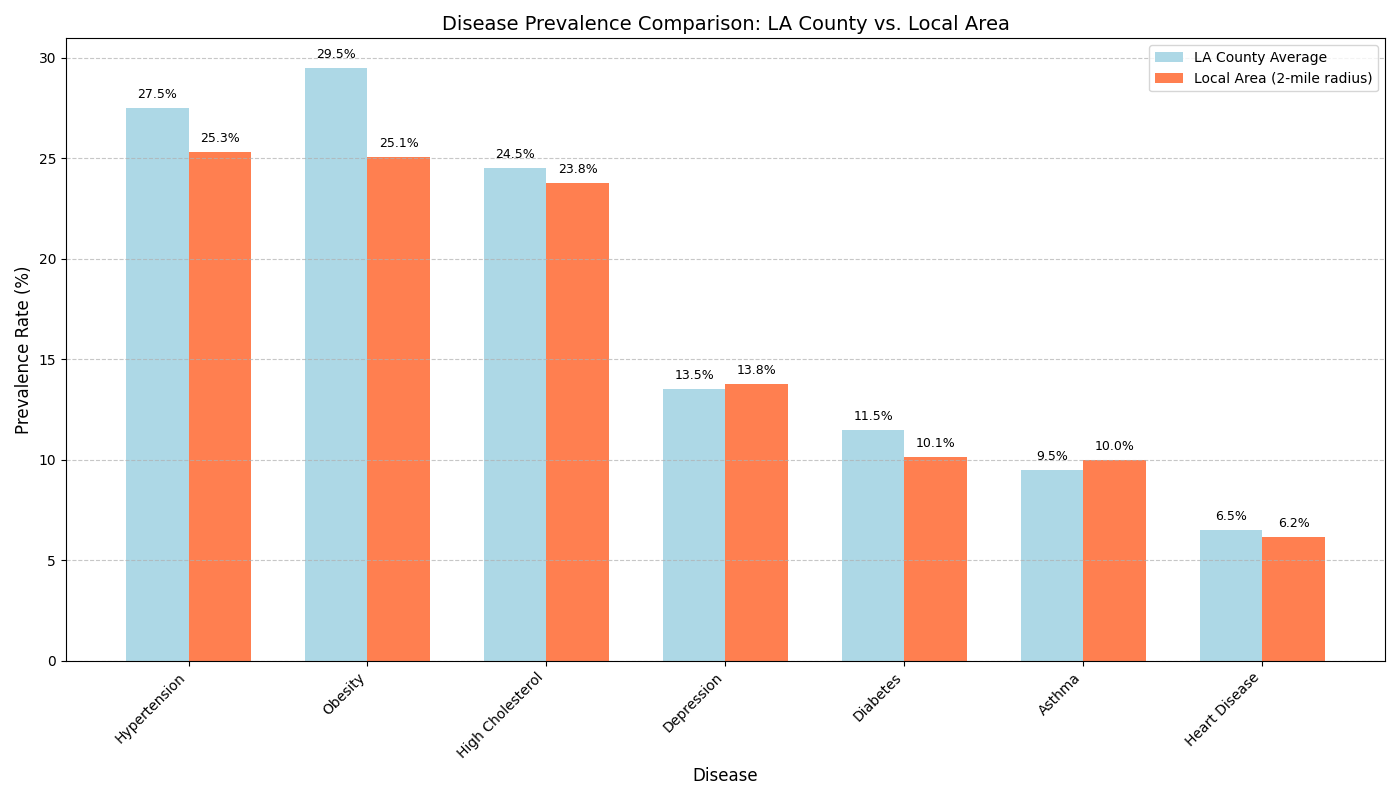 Disease Prevalence Comparison: LA County vs. Local Area
LA County Average
Local Area (2-mile radius)
Prevalence Rate (%)
30
25
20
15
10
5
0
27.5%
25.3%
29.5%
25.1%
24.5%
23.8%
13.5%
13.8%
11.5%
10.1%
9.5%
10.0%
6.5%
6.2%
Hypertension
Obesity
High Cholesterol
Depression
Diabetes
Asthma
Heart Disease
Disease